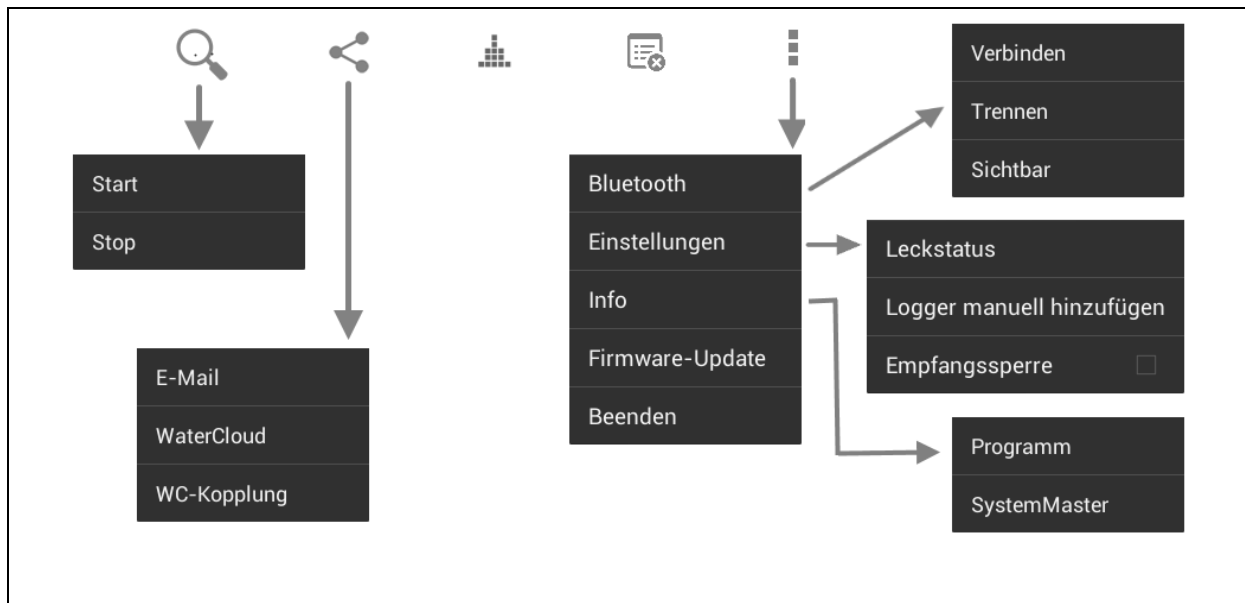 Start
Stop
E-Mail
WaterCloud
WC-Kopplung
Bluetooth
Einstellungen
Info
Firmware-Update
Beenden
Verbinden
Trennen
Sichtbar
Leckstatus
Logger manuell hinzufügen
Empfangssperre
Programm
SystemMaster